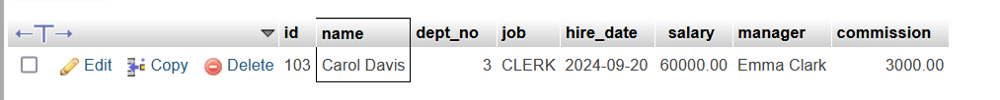 id name dept_no job hire_date salary manager commission
Edit Copy Delete 103 Carol Davis 3 CLERK 2024-09-20 60000.00 Emma Clark 3000.00